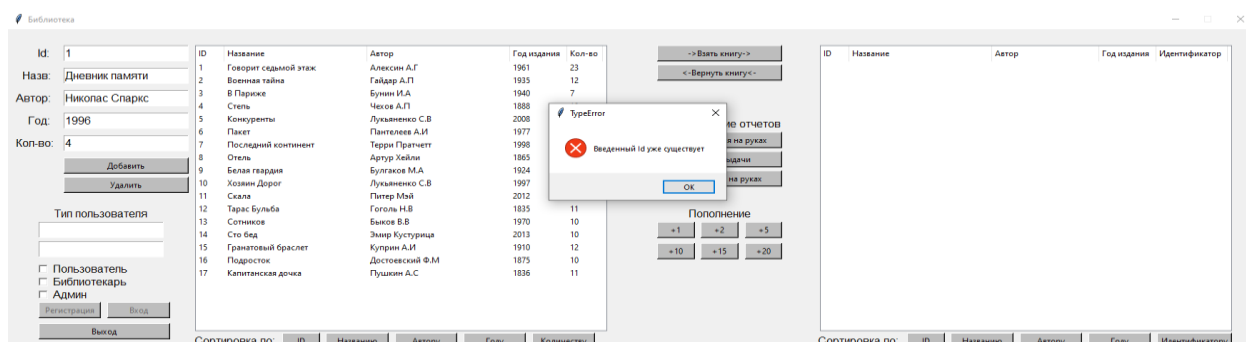 Библиотека
Id: 1
Назв: Дневник памяти
Автор: Николас Спаркс
Год: 1996
Кол-во: 4
Добавить
Удалить
Тип пользователя
Пользователь
Библиотекарь
Админ
Регистрация Вход
Выход
ID Название Автор Год издания Кол-во
1 Говорит седьмой этаж Алексин А.Г 1961 23
2 Военная тайна Гайдар А.П 1935 12
3 В Париже Бунин И.А 1940 7
4 Степь Чехов А.П 1888
5 Конкуренты Лукьяненко С.В 2008
6 Пакет Пантелеев А.И 1977
7 Последний континент Терри Пратчетт 1998
8 Отель Артур Хейли 1865
9 Белая гвардия Булгаков М.А 1924
10 Хозяин Дорог Лукьяненко С.В 1997
11 Скала Питер Мэй 2012
12 Тарас Бульба Гоголь Н.В 1835 11
13 Сотников Быков В.В 1970 10
14 Сто бед Эмир Кустурица 2013 10
15 Гранатовый браслет Куприн А.И 1910 12
16 Подросток Достоевский Ф.М 1875 10
17 Капитанская дочка Пушкин А.С 1836 11
Сортировка по: ID Названию Автору Году Количеству
->Взять книгу->
<-Вернуть книгу<-
TypeError
Введенный Id уже существует
OK
отчетов
на руках
на руках
Пополнение
+1 +2 +5
+10 +15 +20
ID Название Автор Год издания Идентификатор
Сортировка по: ID Названию Автору Году Идентификатору